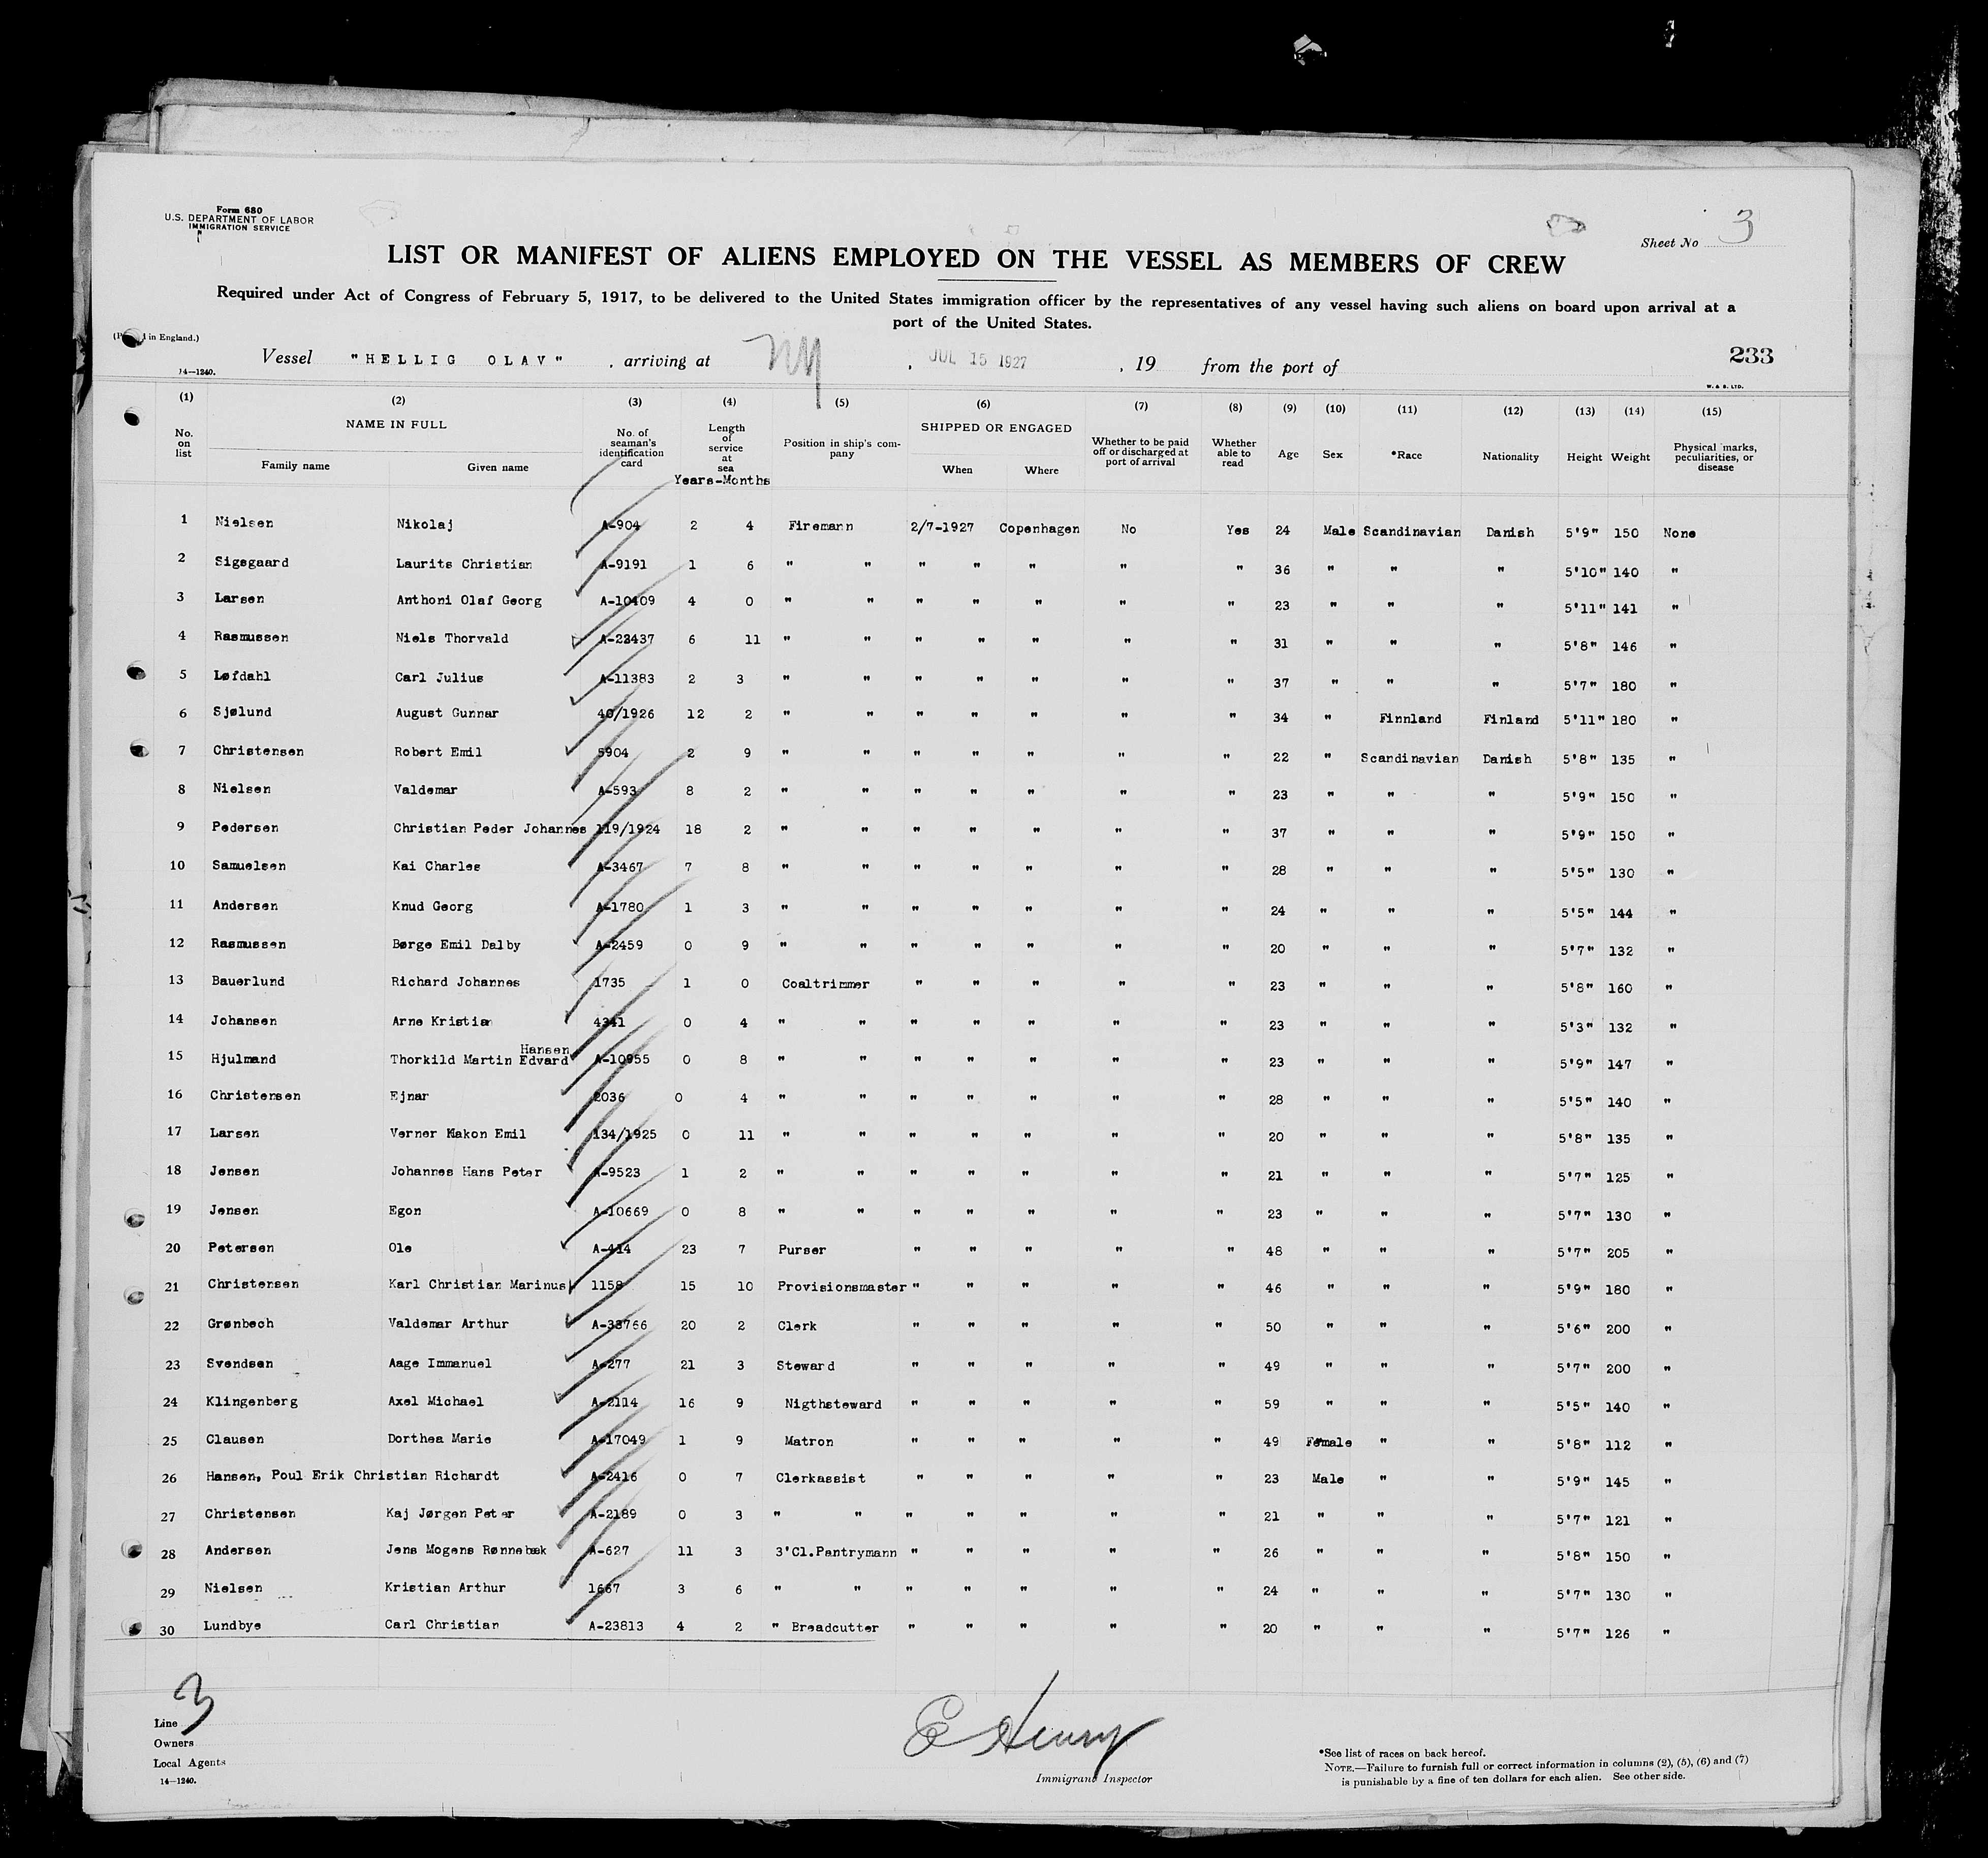 Form 680
U.S. DEPARTMENT OF LABOR
IMMIGRATION SERVICE
Sheet No 3
LIST OR MANIFEST OF ALIENS EMPLOYED ON THE VESSEL AS MEMBERS OF CREW
Required under Act of Congress of February 5, 1917, to be delivered to the United States immigration officer by the representatives of any vessel having such aliens on board upon arrival at a
port of the United States.
in England.)
Vessel "HELLIG OLAV" , arriving at NY , JUL 15 1927 , 19 from the port of 233
14—1240. W. & S. LTD.
(1) (2) (3) (4) (5) (6) (7) (8) (9) (10) (11) (12) (13) (14) (15)
No. on list NAME IN FULL Family name Given name No. of seaman's identification card Length of service at sea Years-Months Position in ship's company SHIPPED OR ENGAGED When Where Whether to be paid off or discharged at port of arrival Whether able to read Age Sex *Race Nationality Height Weight Physical marks, peculiarities, or disease
1 Nielsen Nikolaj A-904 2 4 Firemann 2/7-1927 Copenhagen No Yes 24 Male Scandinavian Danish 5'9" 150 None
2 Sigsgaard Laurits Christian A-9191 1 6 " " " " " " " 36 " " " 5'10" 140 "
3 Larsen Anthoni Olaf Georg A-10409 4 0 " " " " " " " 23 " " " 5'11" 141 "
4 Rasmussen Niels Thorvald A-22437 6 11 " " " " " " " 31 " " " 5'8" 146 "
5 Løfdahl Carl Julius A-11383 2 3 " " " " " " " 37 " " " 5'7" 180 "
6 Sjølund August Gunnar 40/1926 12 2 " " " " " " " 34 " Finnland Finland 5'11" 180 "
7 Christensen Robert Emil 5904 2 9 " " " " " " " 22 " Scandinavian Danish 5'8" 135 "
8 Nielsen Valdemar A-593 8 2 " " " " " " " 23 " " " 5'9" 150 "
9 Pedersen Christian Peder Johannes 119/1924 18 2 " " " " " " " 37 " " " 5'9" 150 "
10 Samuelsen Kai Charles A-3467 7 8 " " " " " " " 28 " " " 5'5" 130 "
11 Andersen Knud Georg A-1780 1 3 " " " " " " " 24 " " " 5'5" 144 "
12 Rasmussen Børge Emil Dalby A-2459 0 9 " " " " " " " 20 " " " 5'7" 132 "
13 Bauerlund Richard Johannes 1735 1 0 Coaltrimmer " " " " " 23 " " " 5'8" 160 "
14 Johansen Arne Kristian 4341 0 4 " " " " " " " 23 " " " 5'3" 132 "
Hansen
15 Hjulmand Thorkild Martin Edvard A-10955 0 8 " " " " " " " 23 " " " 5'9" 147 "
16 Christensen Ejnar 2036 0 4 " " " " " " " 28 " " " 5'5" 140 "
17 Larsen Verner Hakon Emil 134/1925 0 11 " " " " " " " 20 " " " 5'8" 135 "
18 Jensen Johannes Hans Peter A-9523 1 2 " " " " " " " 21 " " " 5'7" 125 "
19 Jensen Egon A-10669 0 8 " " " " " " " 23 " " " 5'7" 130 "
20 Petersen Ole A-414 23 7 Purser " " " " " 48 " " " 5'7" 205 "
21 Christensen Karl Christian Marinus 1158 15 10 Provisionsmaster " " " " " 46 " " " 5'9" 180 "
22 Grønbech Valdemar Arthur A-33766 20 2 Clerk " " " " " 50 " " " 5'6" 200 "
23 Svendsen Aage Immanuel A-277 21 3 Steward " " " " " 49 " " " 5'7" 200 "
24 Klingenberg Axel Michael A-2114 16 9 Nigthsteward " " " " " 59 " " " 5'5" 140 "
25 Clausen Dorthea Marie A-17049 1 9 Matron " " " " " 49 Female " " 5'8" 112 "
26 Hansen, Poul Erik Christian Richardt A-2416 0 7 Clerkassist " " " " " 23 Male " " 5'9" 145 "
27 Christensen Kaj Jørgen Peter A-2189 0 3 " " " " " " " 21 " " " 5'7" 121 "
28 Andersen Jens Mogens Rønnebæk A-627 11 3 3'Cl.Pantrymann " " " " " 26 " " " 5'8" 150 "
29 Nielsen Kristian Arthur 1667 3 6 " " " " " " " 24 " " " 5'7" 130 "
30 Lundbye Carl Christian A-23813 4 2 " Breadcutter " " " " " 20 " " " 5'7" 126 "
3
Line
Owners
Local Agents
14—1240.
E Henry
Immigrant Inspector
*See list of races on back hereof.
NOTE.—Failure to furnish full or correct information in columns (2), (5), (6) and (7)
is punishable by a fine of ten dollars for each alien. See other side.